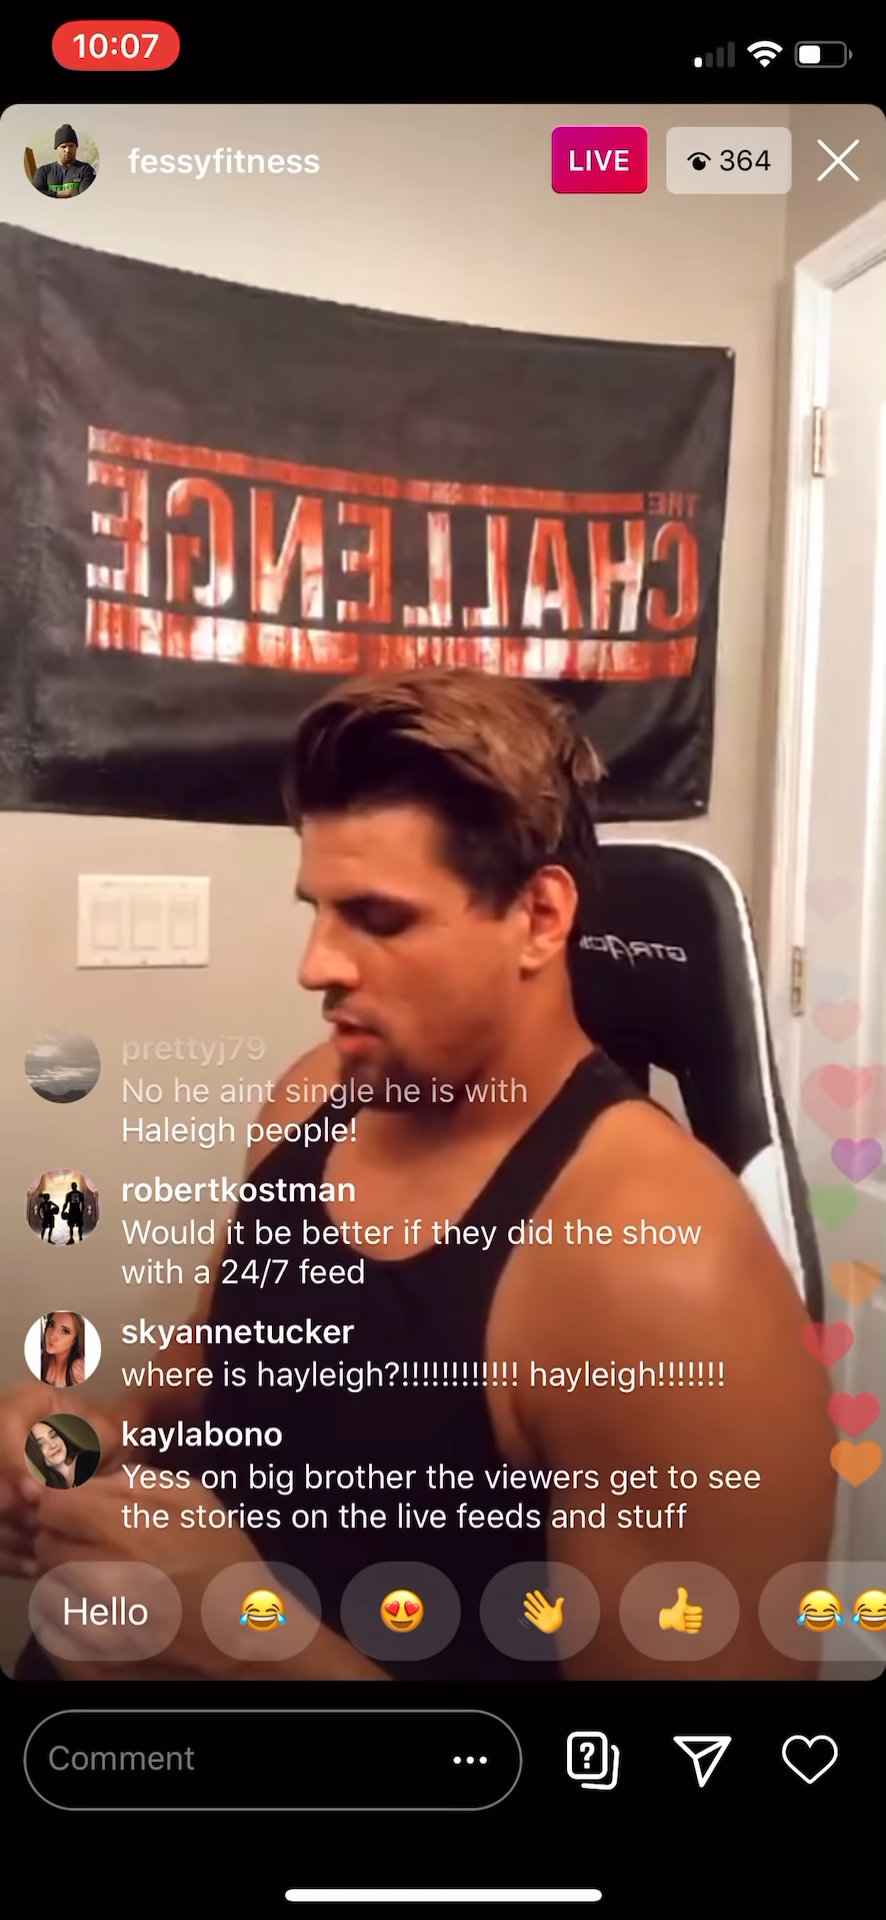 10:07
fessyfitness
LIVE
364
THE
CHALLENGE
prettyj79
No he aint single he is with
Haleigh people!
robertkostman
Would it be better if they did the show
with a 24/7 feed
skyannetucker
where is hayleigh?!!!!!!!!!!!!! hayleigh!!!!!!!
kaylabono
Yess on big brother the viewers get to see
the stories on the live feeds and stuff
Hello
Comment